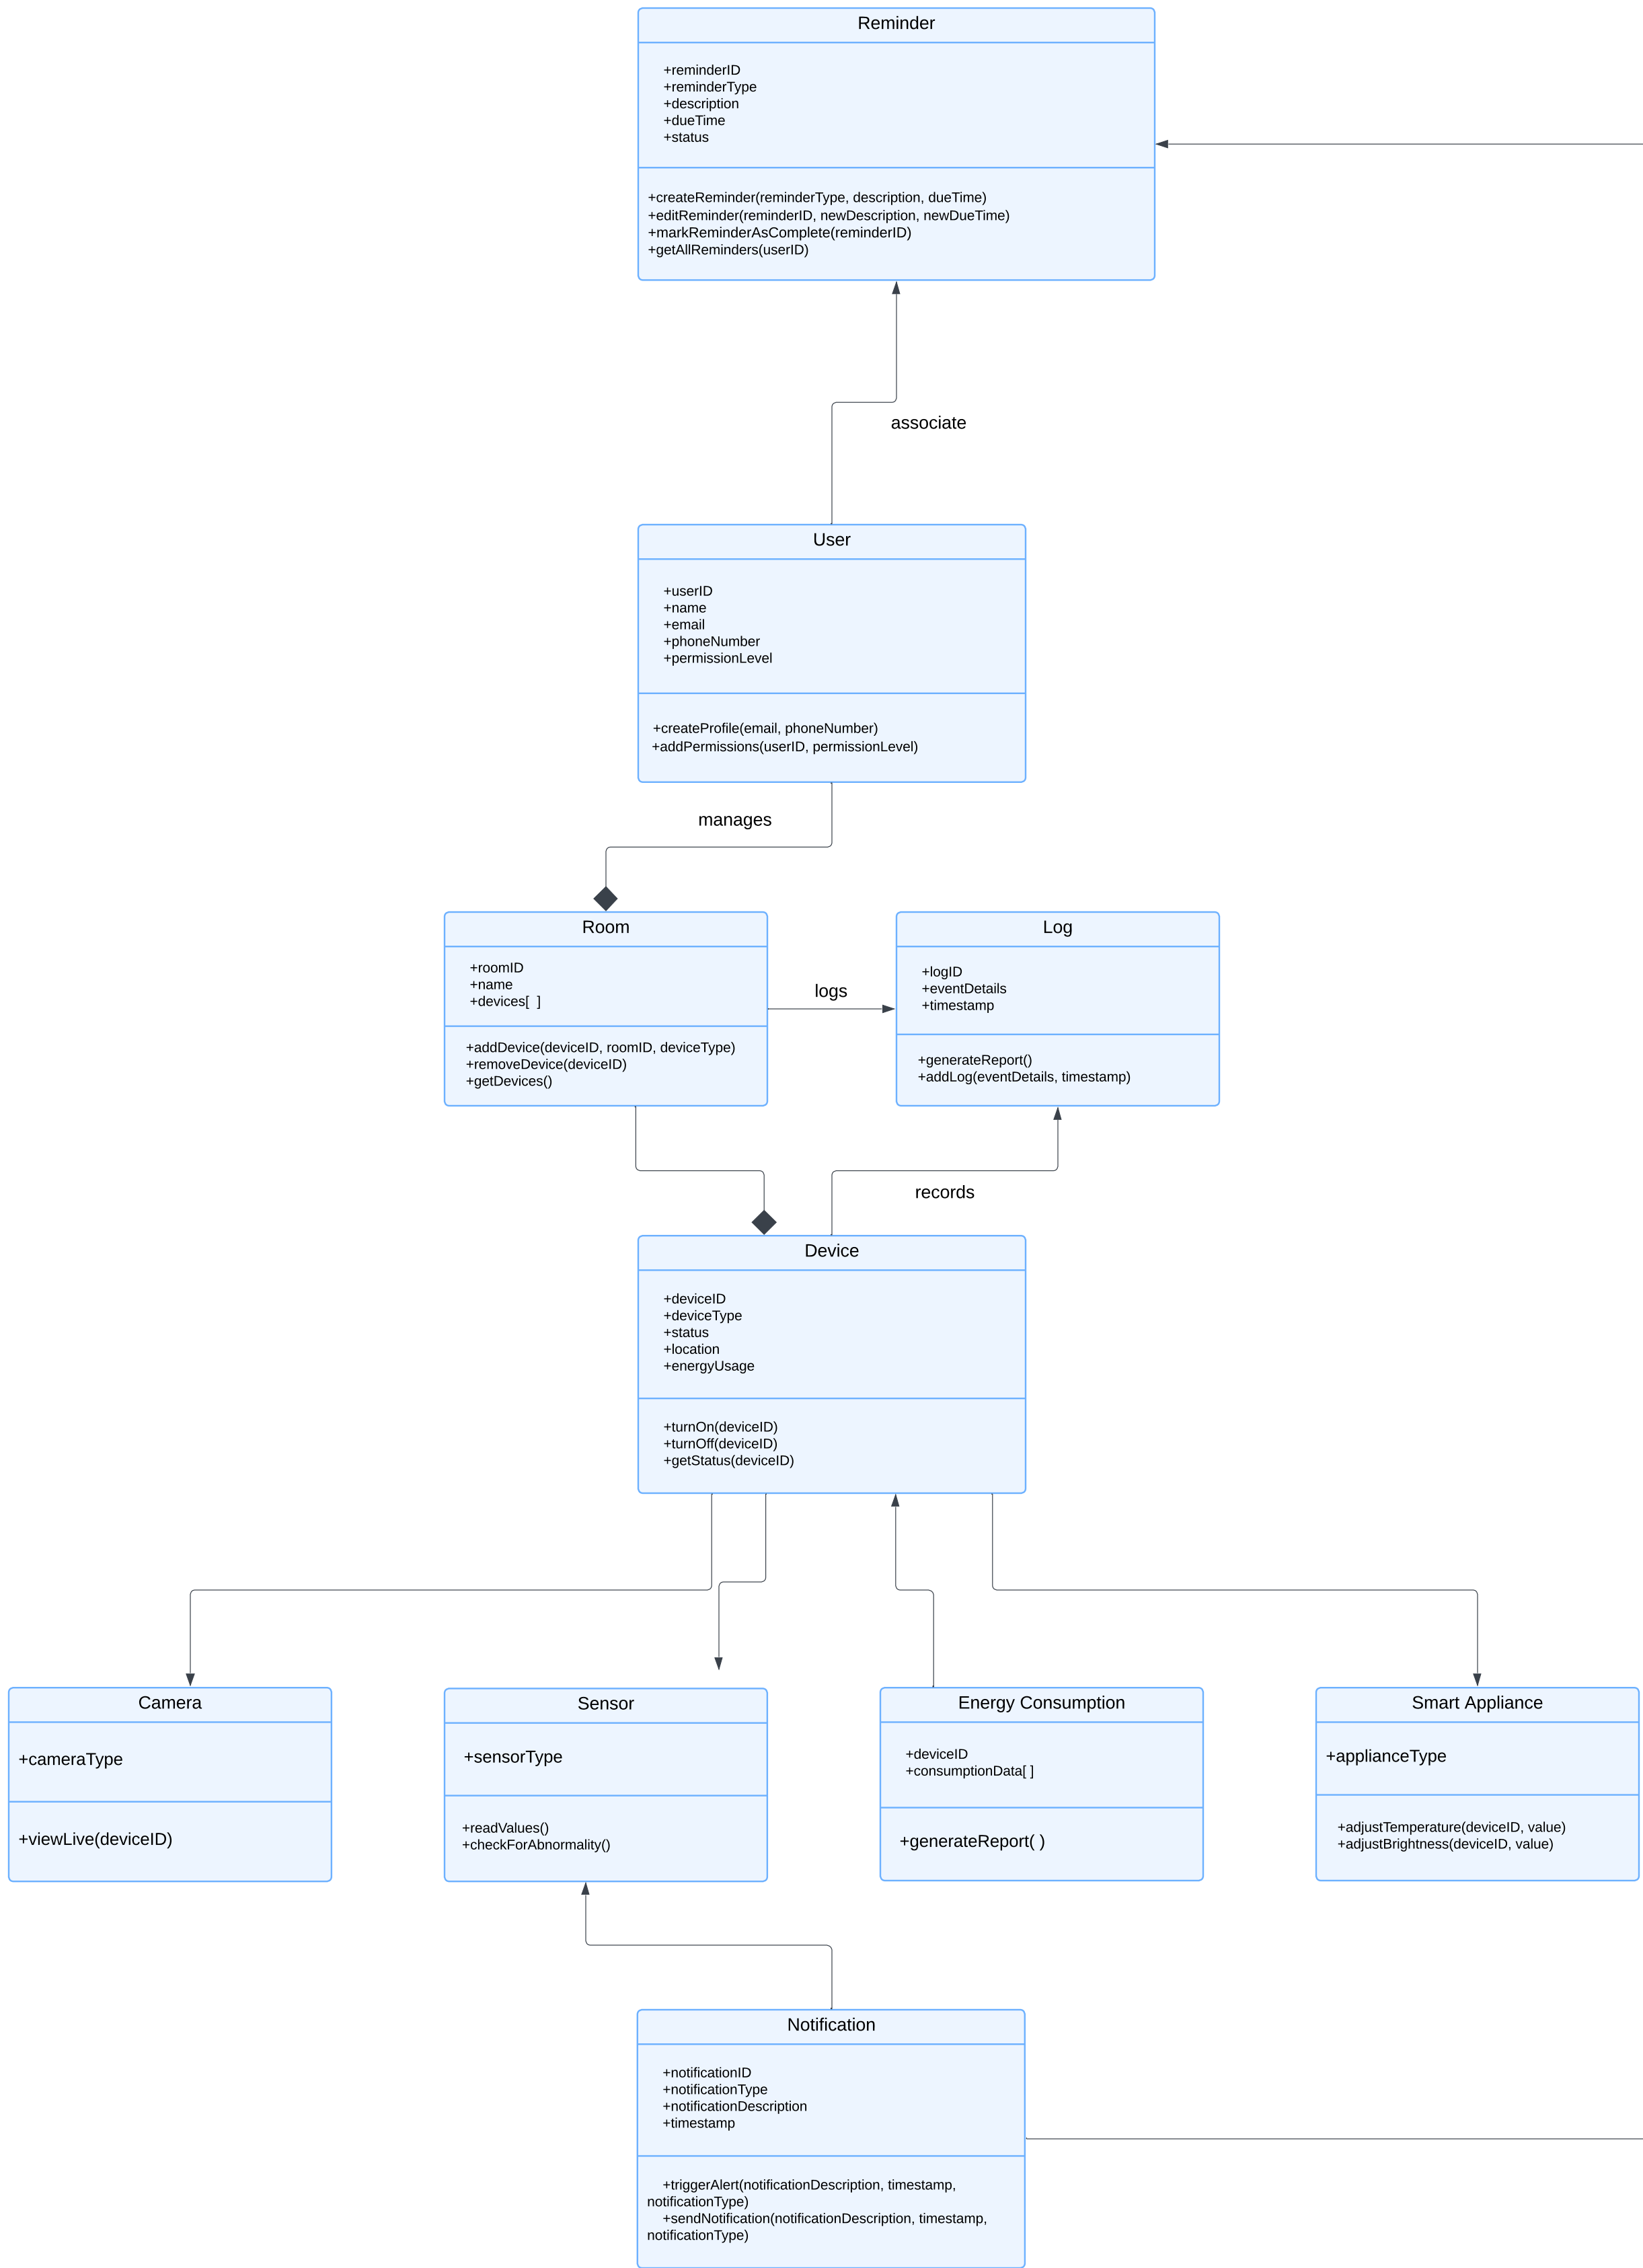 Reminder
+reminderID
+reminderType
+description
+dueTime
+status
+createReminder(reminderType, description, dueTime)
+editReminder(reminderID, newDescription, newDueTime)
+markReminderAsComplete(reminderID)
+getAllReminders(userID)
associate
User
+userID
+name
+email
+phoneNumber
+permissionLevel
+createProfile(email, phoneNumber)
+addPermissions(userID, permissionLevel)
manages
Room
+roomID
+name
+devices[  ]
+addDevice(deviceID, roomID, deviceType)
+removeDevice(deviceID)
+getDevices()
logs
Log
+logID
+eventDetails
+timestamp
+generateReport()
+addLog(eventDetails, timestamp)
records
Device
+deviceID
+deviceType
+status
+location
+energyUsage
+turnOn(deviceID)
+turnOff(deviceID)
+getStatus(deviceID)
Camera
+cameraType
+viewLive(deviceID)
Sensor
+sensorType
+readValues()
+checkForAbnormality()
Energy Consumption
+deviceID
+consumptionData[ ]
+generateReport( )
Smart Appliance
+applianceType
+adjustTemperature(deviceID, value)
+adjustBrightness(deviceID, value)
Notification
+notificationID
+notificationType
+notificationDescription
+timestamp
+triggerAlert(notificationDescription, timestamp,
notificationType)
+sendNotification(notificationDescription, timestamp,
notificationType)